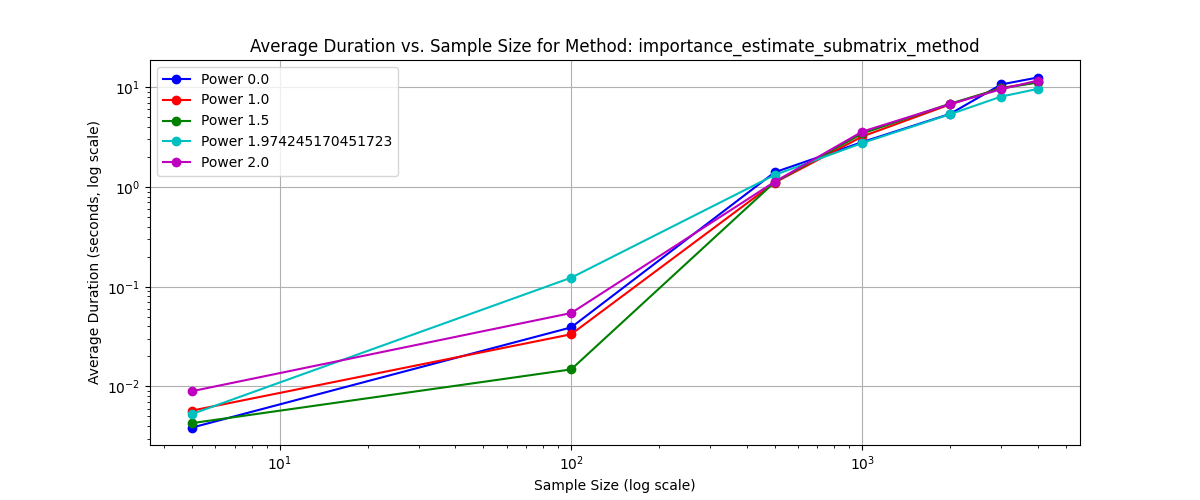 Average Duration vs. Sample Size for Method: importance_estimate_submatrix_method
Power 0.0
Power 1.0
Power 1.5
Power 1.974245170451723
Power 2.0
Average Duration (seconds, log scale)
10¹
10⁰
10⁻¹
10⁻²
10¹
10²
10³
Sample Size (log scale)